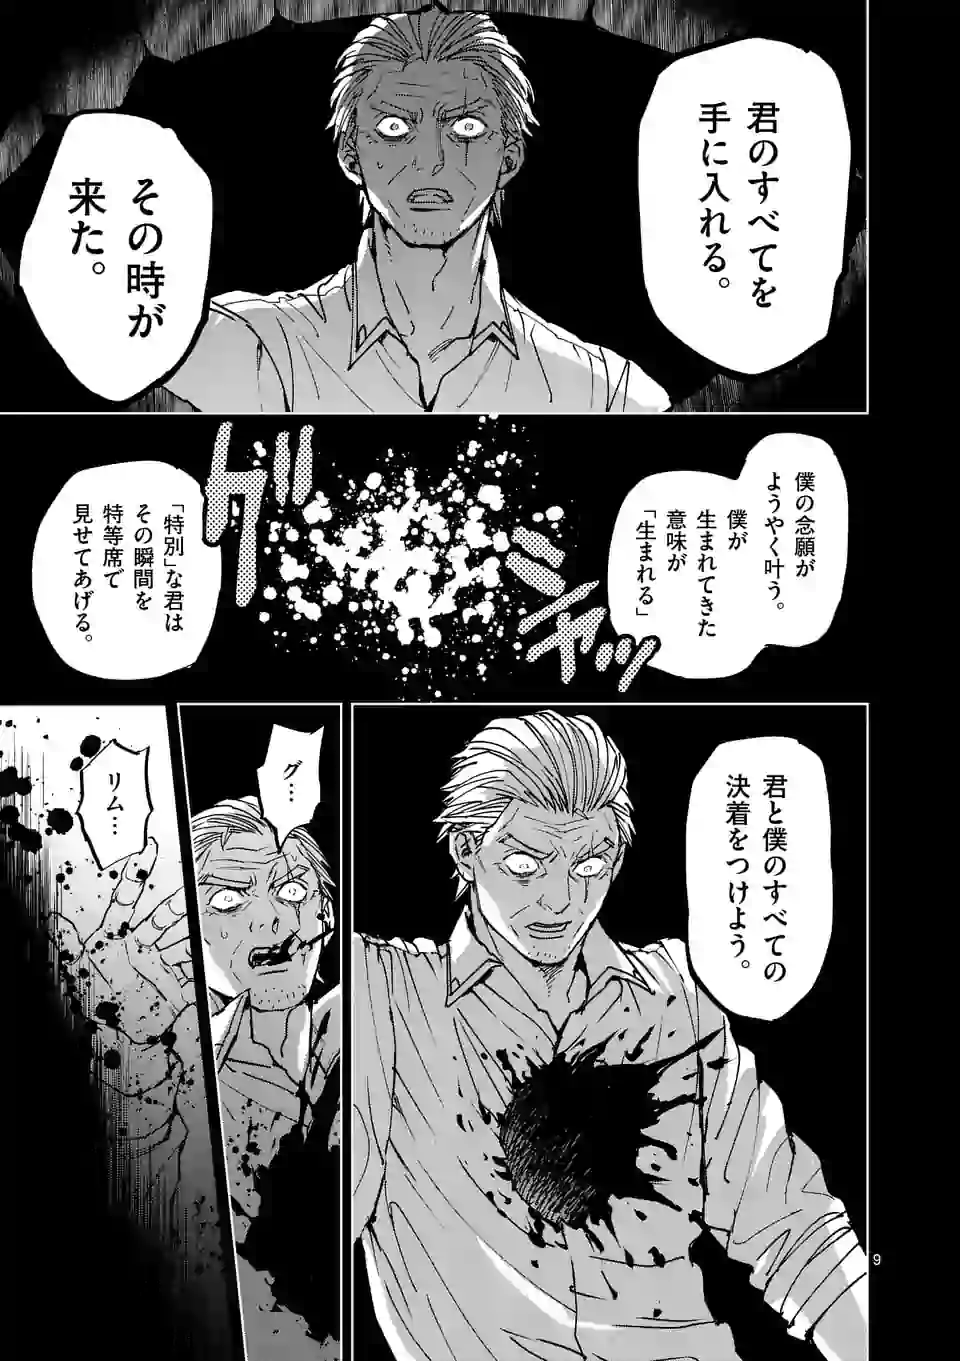 君のすべてを
手に入れる。
その時が
来た。
僕の念願が
ようやく叶う。
僕が
生まれてきた
意味が
「生まれる」
グ゛
ミシャッ
「特別」な君は
その瞬間を
特等席で
見せてあげる。
君と僕のすべての
決着をつけよう。
グ…
リム…
9